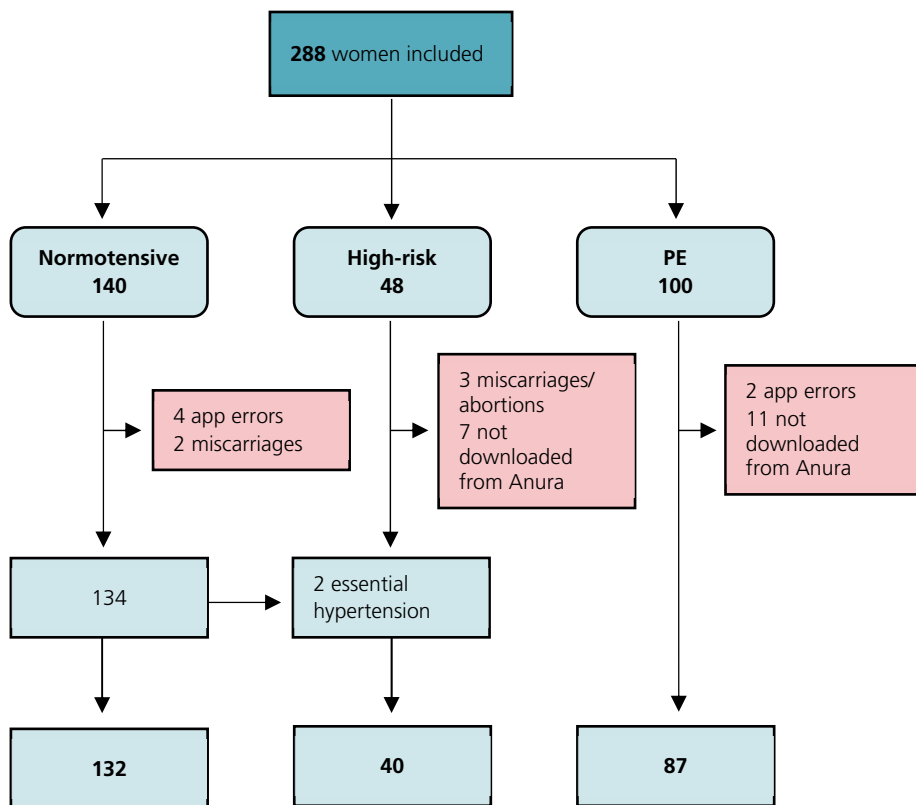 288 women included
Normotensive
140
High-risk
48
PE
100
4 app errors
2 miscarriages
3 miscarriages/
abortions
7 not
downloaded
from Anura
2 app errors
11 not
downloaded
from Anura
134
2 essential
hypertension
132
40
87